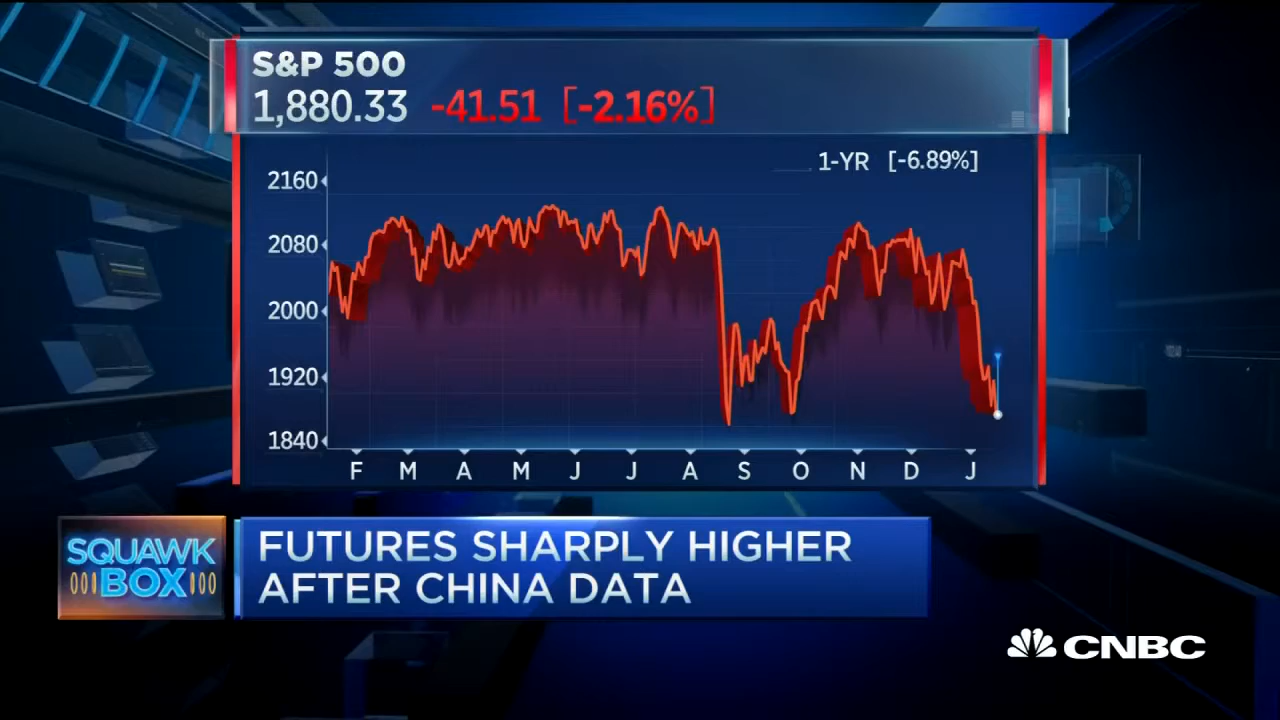 S&P 500
1,880.33 -41.51 [-2.16%]
1-YR [-6.89%]
2160
2080
2000
1920
1840
F M A M J J A S O N D J
SQUAWK
BOX
FUTURES SHARPLY HIGHER
AFTER CHINA DATA
CNBC